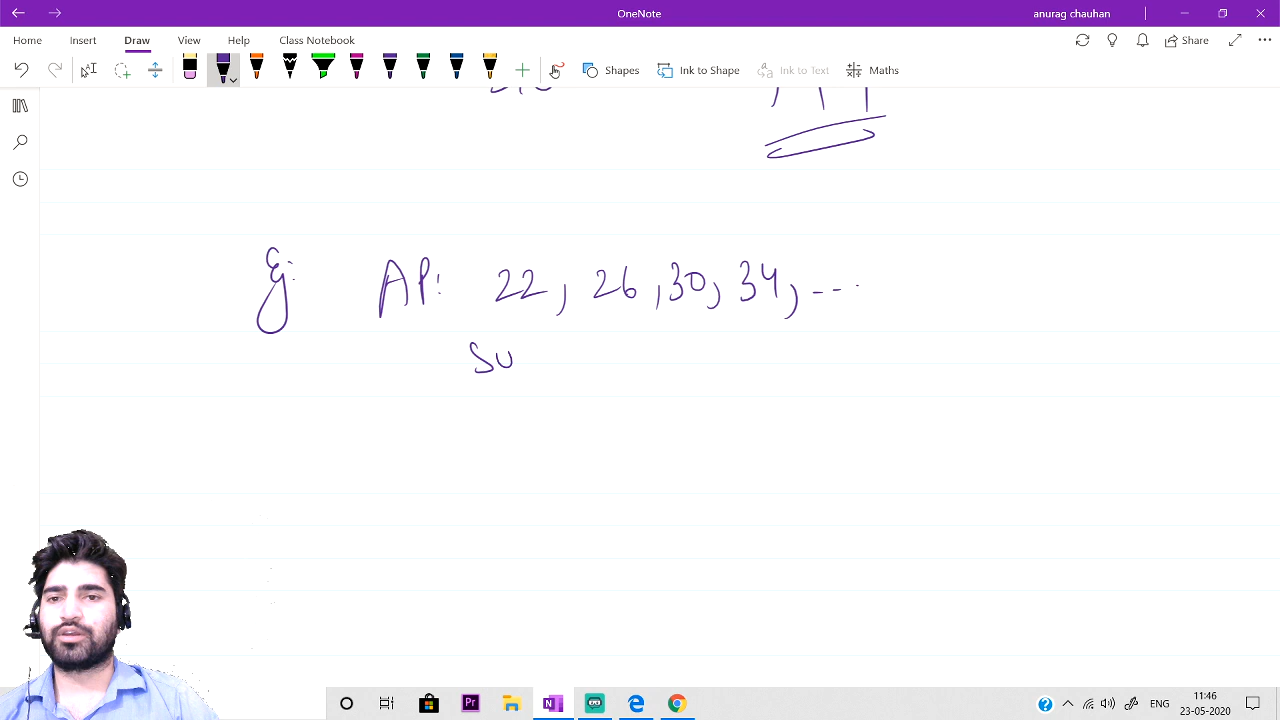 OneNote
anurag chauhan
Home Insert Draw View Help Class Notebook
Share
Shapes Ink to Shape Ink to Text Maths
Eg: AP: 22, 26, 30, 34, ...
Su
Pr
N
ENG
11:46
23-05-2020